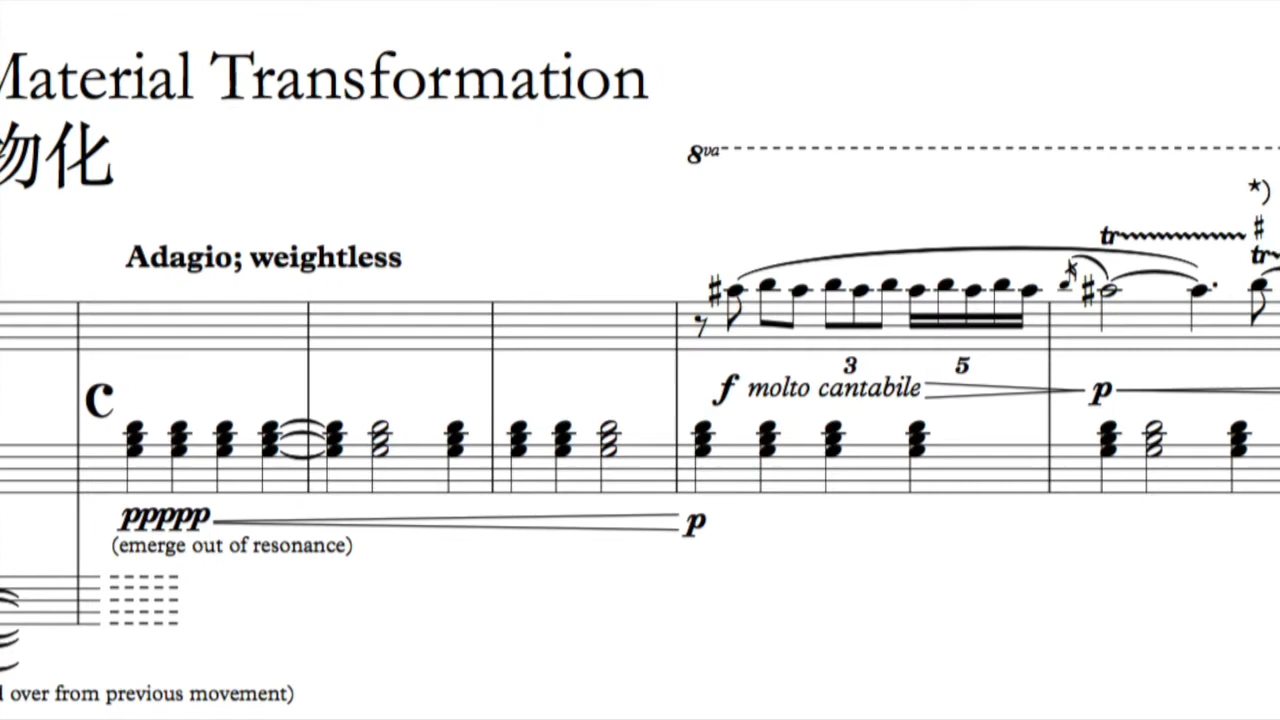 Material Transformation
物化
8va
*)
tr
tr
Adagio; weightless
3 5
f molto cantabile p
ppppp p
(emerge out of resonance)
over from previous movement)